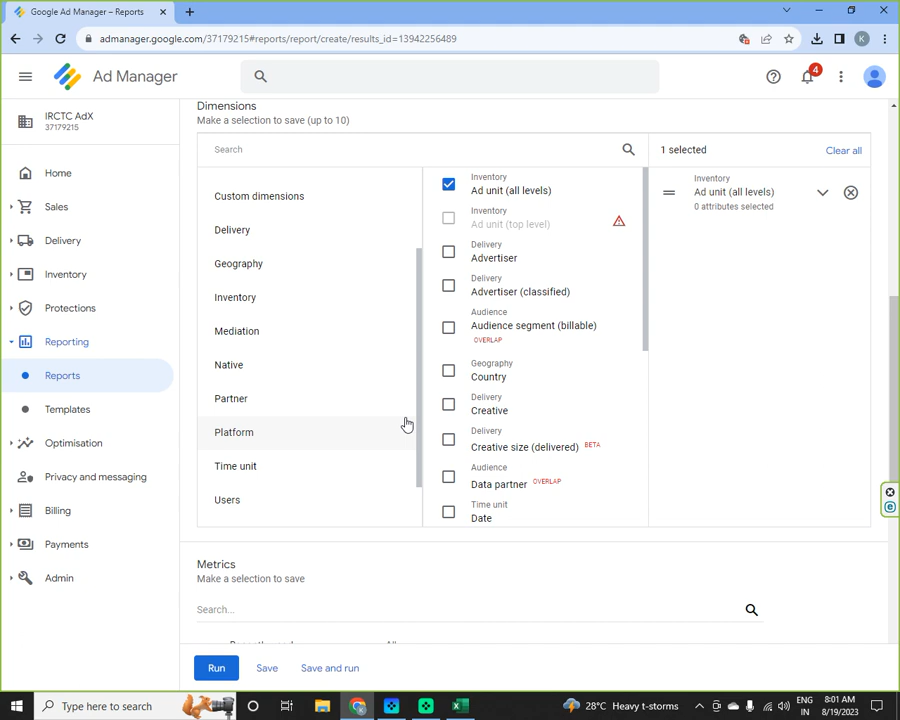 Google Ad Manager – Reports
admanager.google.com/37179215#reports/report/create/results_id=13942256489
K
Ad Manager
4
IRCTC AdX
37179215
Home
Sales
Delivery
Inventory
Protections
Reporting
Reports
Templates
Optimisation
Privacy and messaging
Billing
Payments
Admin
Dimensions
Make a selection to save (up to 10)
Search
1 selected
Clear all
Custom dimensions
Delivery
Geography
Inventory
Mediation
Native
Partner
Platform
Time unit
Users
Inventory
Ad unit (all levels)
Inventory
Ad unit (top level)
Delivery
Advertiser
Delivery
Advertiser (classified)
Audience
Audience segment (billable)
OVERLAP
Geography
Country
Delivery
Creative
Delivery
Creative size (delivered) BETA
Audience
Data partner OVERLAP
Time unit
Date
Inventory
Ad unit (all levels)
0 attributes selected
Metrics
Make a selection to save
Search...
Run
Save
Save and run
Type here to search
28°C Heavy t-storms
ENG
IN
8:01 AM
8/19/2023